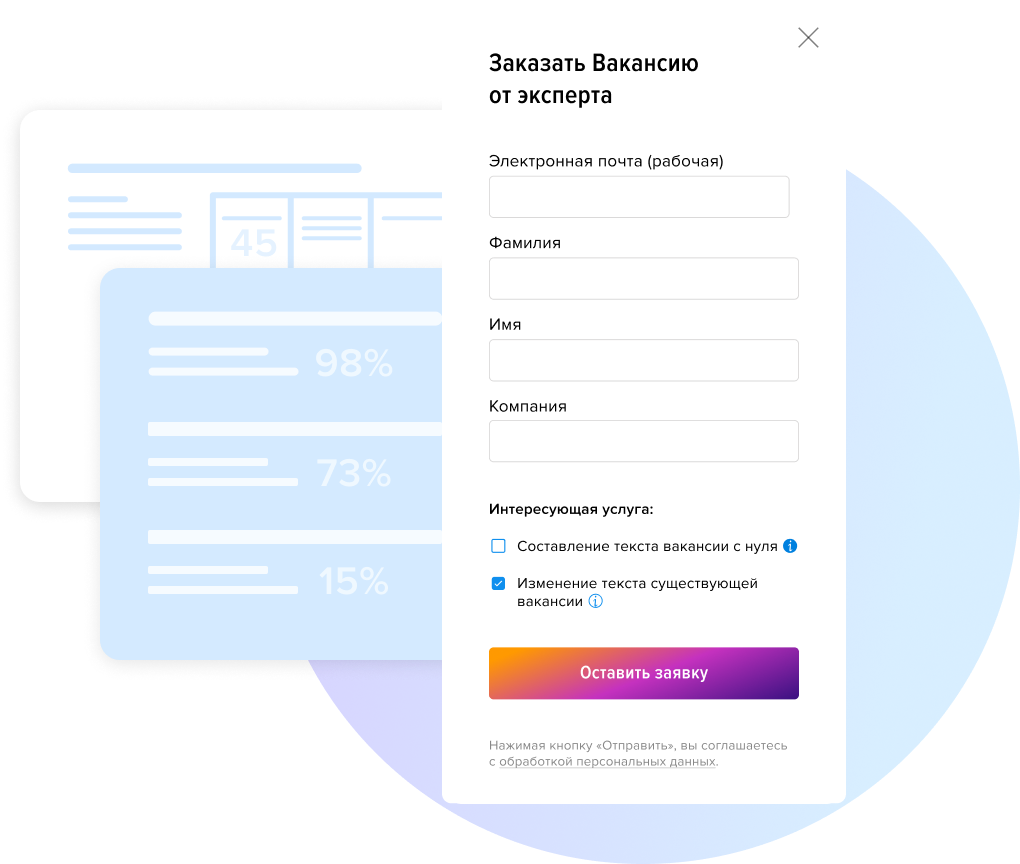 Заказать Вакансию
от эксперта
Электронная почта (рабочая)
Фамилия
Имя
Компания
Интересующая услуга:
Составление текста вакансии с нуля
Изменение текста существующей
вакансии
Оставить заявку
Нажимая кнопку «Отправить», вы соглашаетесь
с обработкой персональных данных.
45
98%
73%
15%